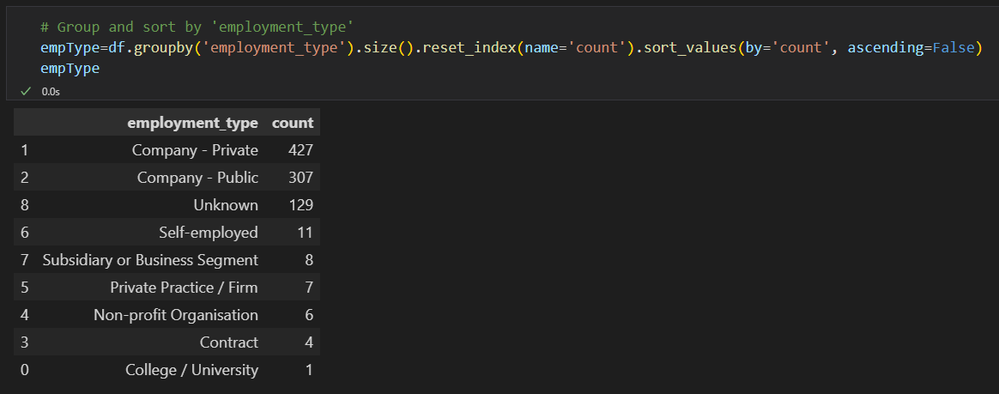 # Group and sort by 'employment_type'
empType=df.groupby('employment_type').size().reset_index(name='count').sort_values(by='count', ascending=False)
empType
0.0s
employment_type count
1 Company - Private 427
2 Company - Public 307
8 Unknown 129
6 Self-employed 11
7 Subsidiary or Business Segment 8
5 Private Practice / Firm 7
4 Non-profit Organisation 6
3 Contract 4
0 College / University 1